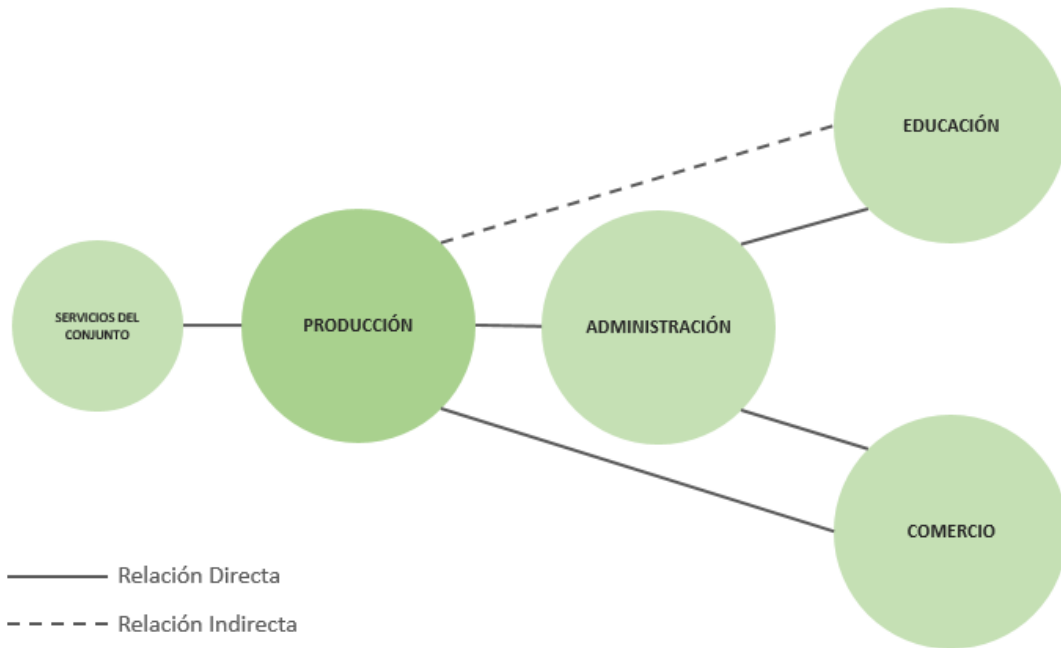 EDUCACIÓN
SERVICIOS DEL
CONJUNTO
PRODUCCIÓN
ADMINISTRACIÓN
COMERCIO
Relación Directa
Relación Indirecta